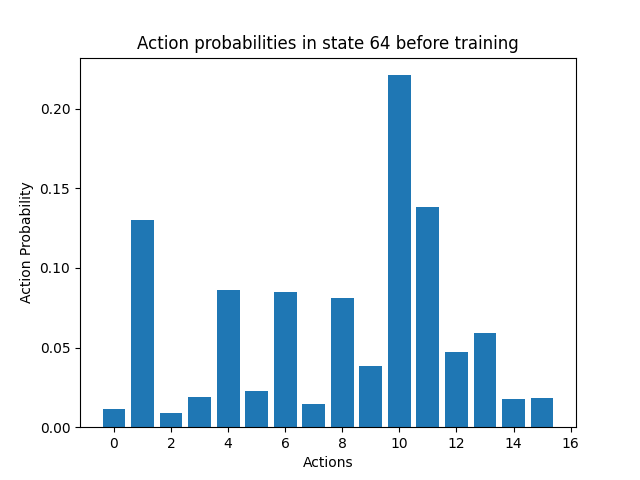 Action probabilities in state 64 before training
0.20
0.15
0.10
0.05
0.00
Action Probability
0 2 4 6 8 10 12 14 16
Actions